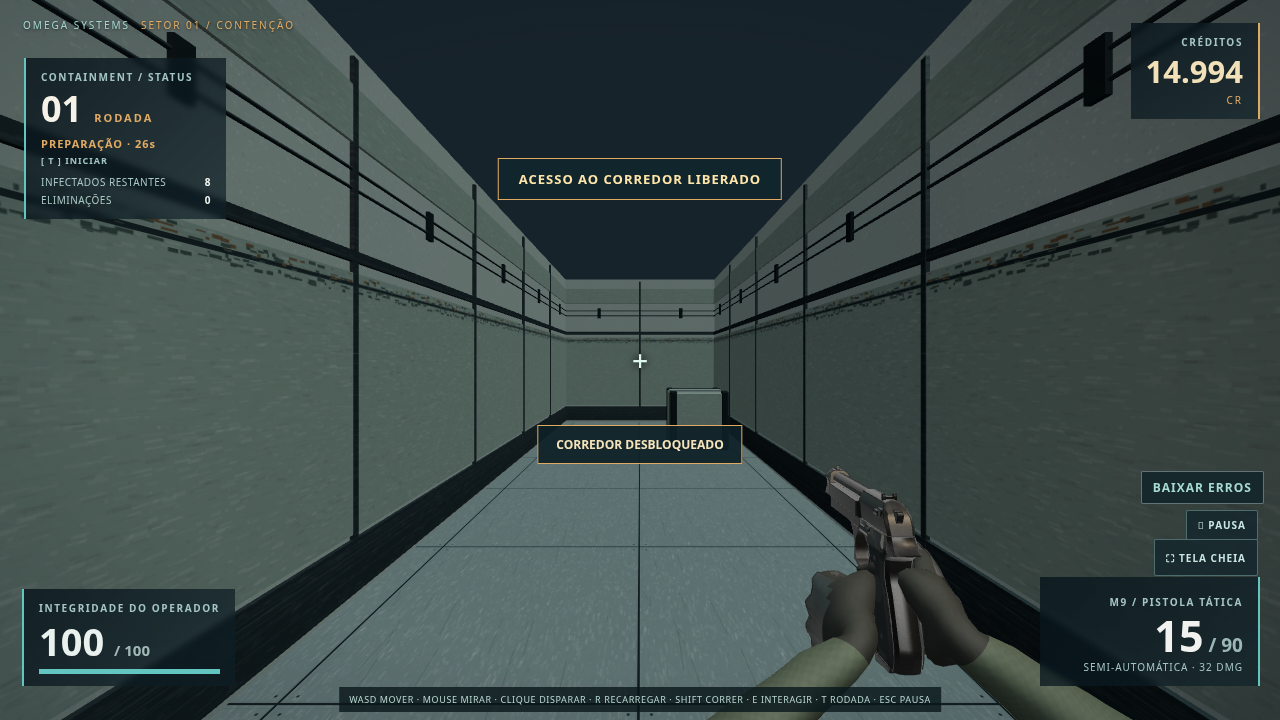 OMEGA SYSTEMS SETOR 01 / CONTENÇÃO
CONTAINMENT / STATUS
01 RODADA
PREPARAÇÃO · 26s
[ T ] INICIAR
INFECTADOS RESTANTES 8
ELIMINAÇÕES 0
CRÉDITOS
14.994
CR
ACESSO AO CORREDOR LIBERADO
CORREDOR DESBLOQUEADO
BAIXAR ERROS
PAUSA
TELA CHEIA
INTEGRIDADE DO OPERADOR
100 / 100
M9 / PISTOLA TÁTICA
15 / 90
SEMI-AUTOMÁTICA · 32 DMG
WASD MOVER · MOUSE MIRAR · CLIQUE DISPARAR · R RECARREGAR · SHIFT CORRER · E INTERAGIR · T RODADA · ESC PAUSA